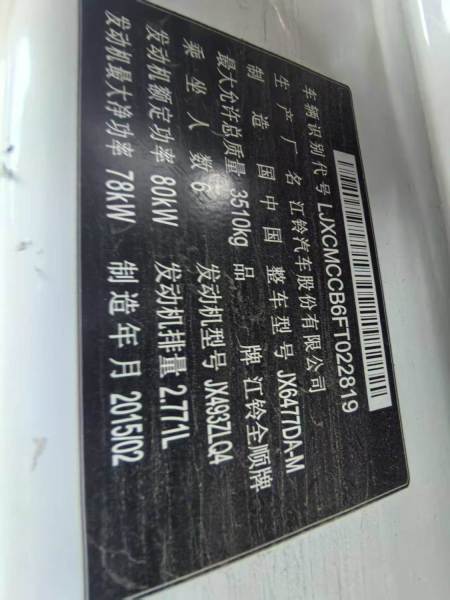 车辆识别代号 LJXCMCCB6FT022819
生产厂名 江铃汽车股份有限公司
制造国 中国 整车型号 JX6477DA-M
最大允许总质量 3510kg 品牌 江铃全顺牌
乘坐人数 6 发动机型号 JX493ZLQ4
发动机额定功率 80kW 发动机排量 2.771L
发动机最大净功率 78kW 制造年月 2015/02